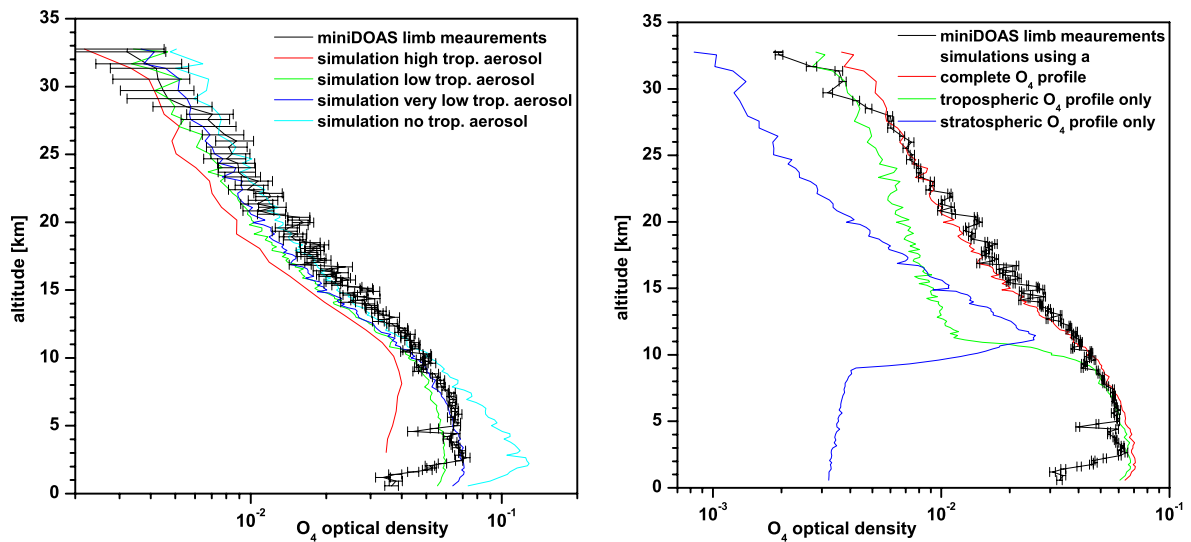 35
30
25
20
15
10
5
0
altitude [km]
10-2
10-1
O4 optical density
miniDOAS limb meaurements
simulation high trop. aerosol
simulation low trop. aerosol
simulation very low trop. aerosol
simulation no trop. aerosol
35
30
25
20
15
10
5
0
altitude [km]
10-3
10-2
10-1
O4 optical density
miniDOAS limb meaurements
simulations using a
complete O4 profile
tropospheric O4 profile only
stratospheric O4 profile only